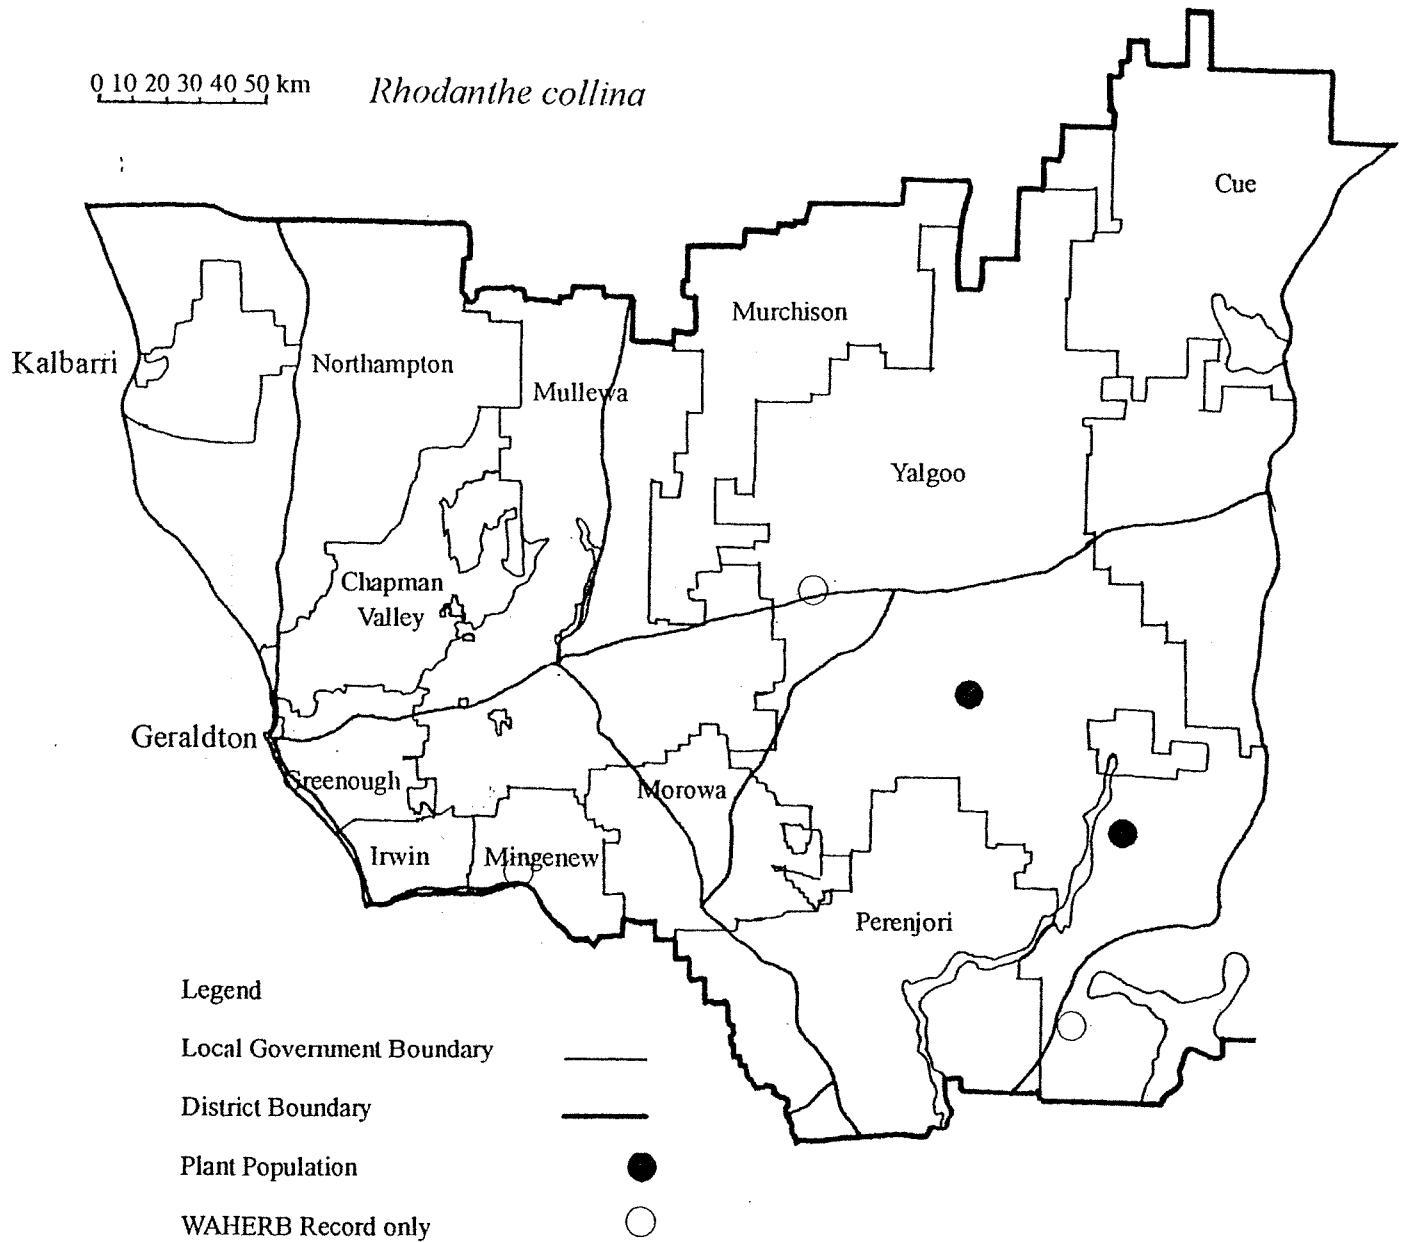 0 10 20 30 40 50 km
Rhodanthe collina
Cue
Murchison
Kalbarri
Northampton
Mullewa
Yalgoo
Chapman
Valley
Geraldton
Greenough
Morowa
Irwin
Mingenew
Perenjori
Legend
Local Government Boundary
District Boundary
Plant Population
WAHERB Record only